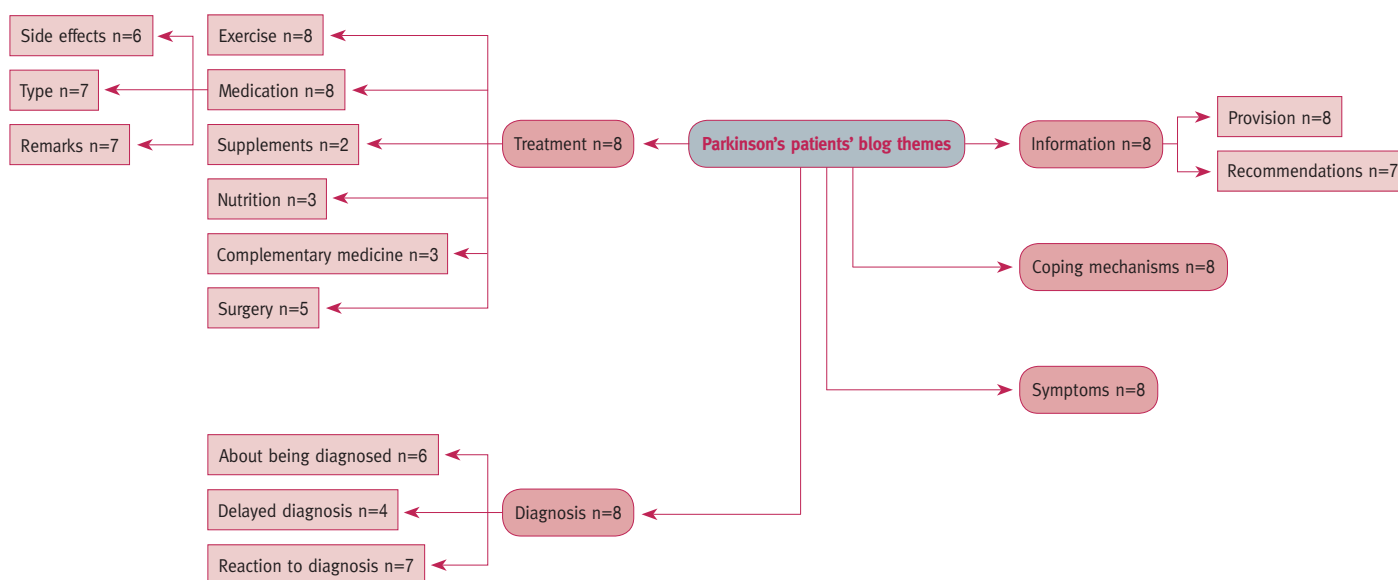 Side effects n=6
Exercise n=8
Type n=7
Medication n=8
Remarks n=7
Supplements n=2
Nutrition n=3
Complementary medicine n=3
Surgery n=5
Treatment n=8
Parkinson's patients' blog themes
Information n=8
Provision n=8
Recommendations n=7
Coping mechanisms n=8
Symptoms n=8
About being diagnosed n=6
Delayed diagnosis n=4
Diagnosis n=8
Reaction to diagnosis n=7